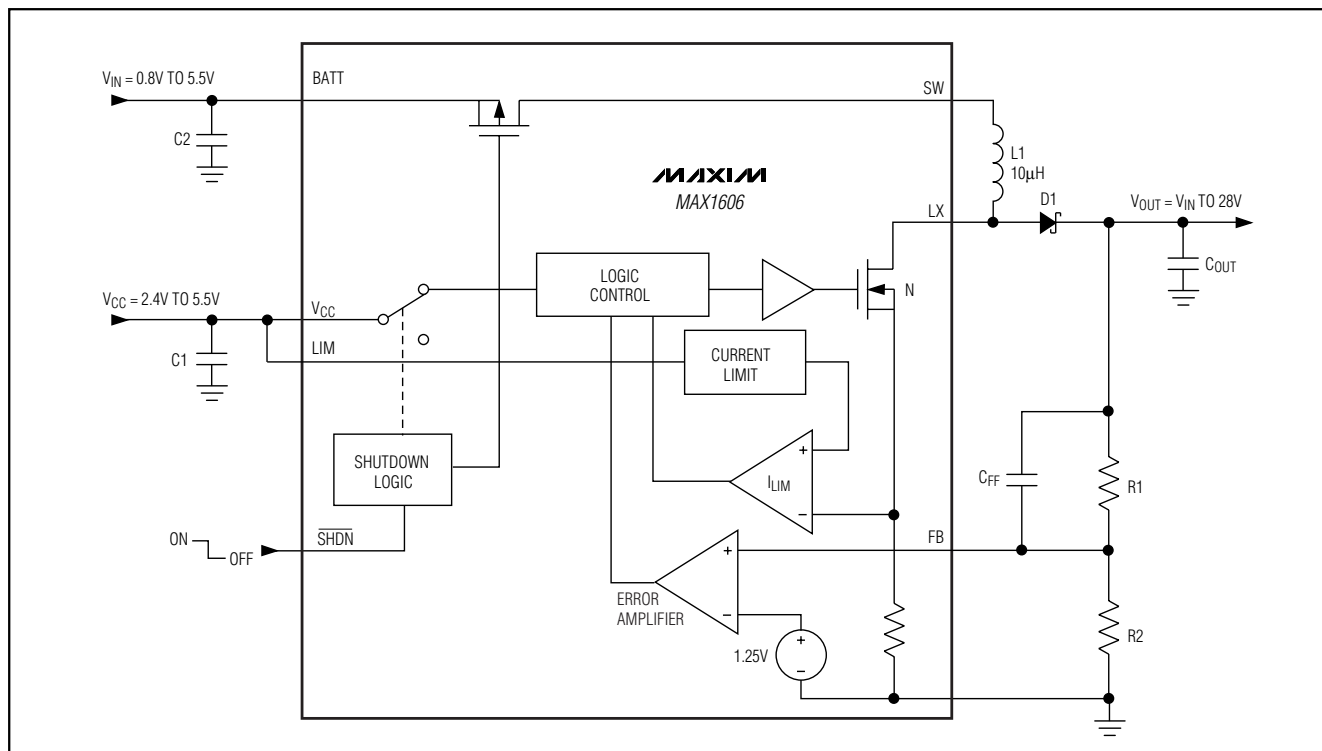 V_IN = 0.8V TO 5.5V
BATT
SW
C2
L1
10μH
MAXIM
MAX1606
D1
LX
V_OUT = V_IN TO 28V
C_OUT
LOGIC
CONTROL
N
V_CC = 2.4V TO 5.5V
V_CC
LIM
C1
CURRENT
LIMIT
SHUTDOWN
LOGIC
+
I_LIM
−
C_FF
R1
ON
OFF
SHDN
FB
+
ERROR
AMPLIFIER
−
1.25V
+
−
R2